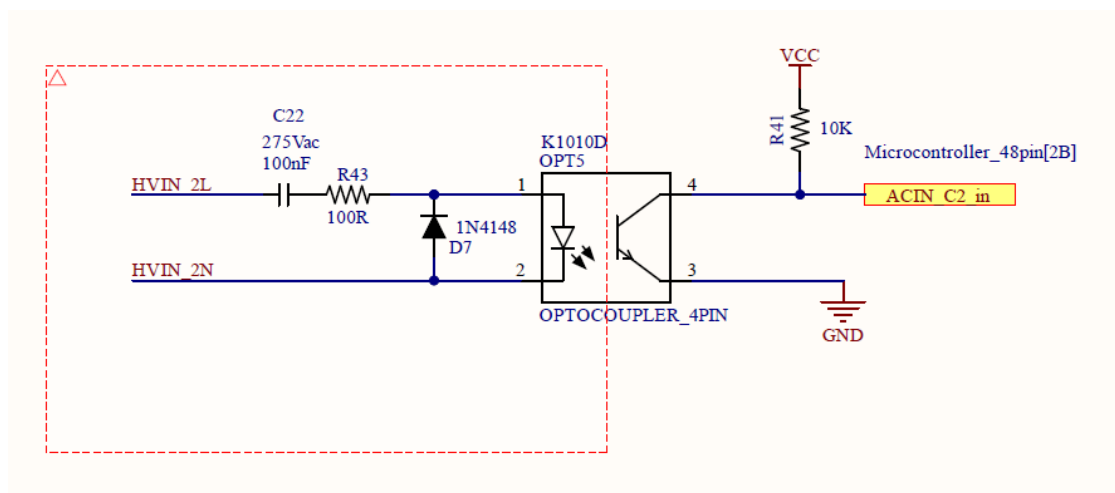 VCC
C22
275Vac
100nF
R41
10K
K1010D
OPT5
Microcontroller_48pin[2B]
R43
HVIN_2L
1
4
ACIN_C2_in
100R
1N4148
D7
HVIN_2N
2
3
OPTOCOUPLER_4PIN
GND